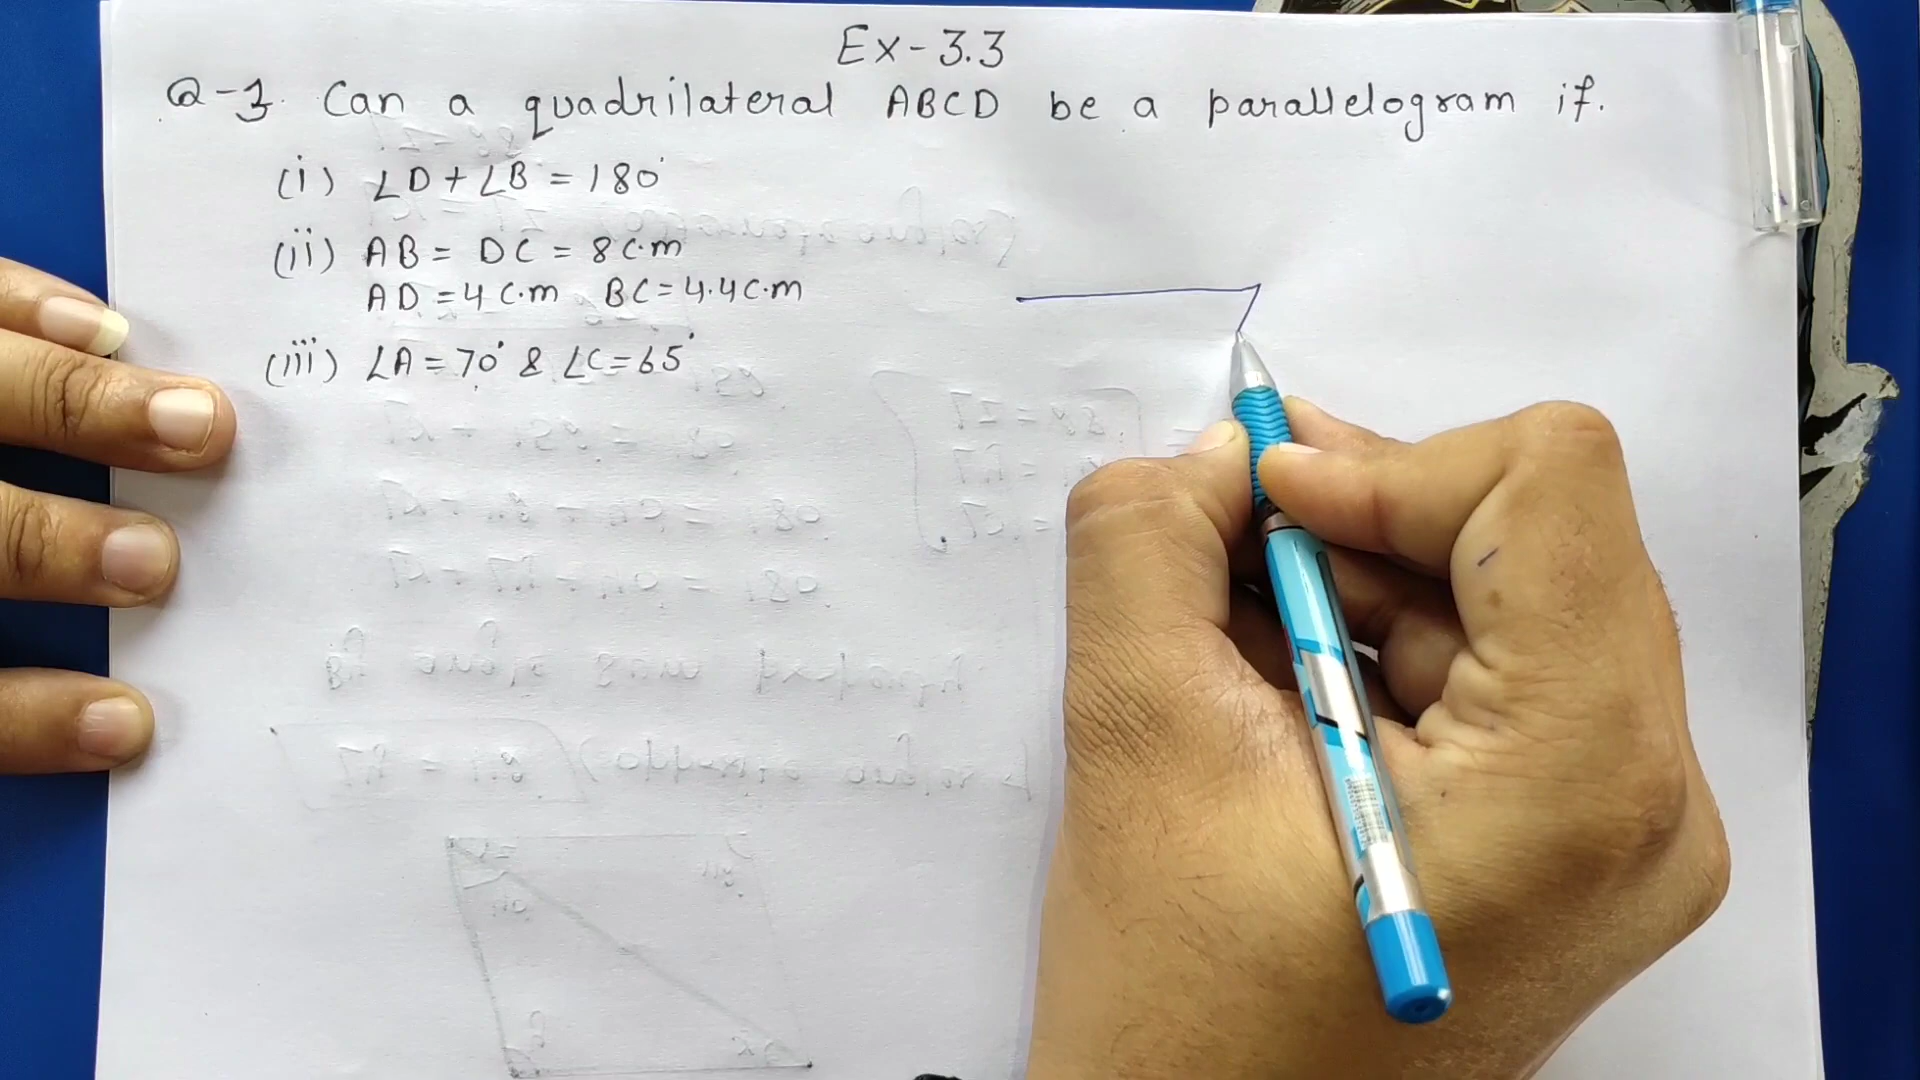 Ex-3.3
Q-3. Can a quadrilateral ABCD be a parallelogram if.
(i) ∠D + ∠B = 180°
(ii) AB = DC = 8 c.m
AD = 4 c.m BC = 4.4 c.m
(iii) ∠A = 70° & ∠C = 65°